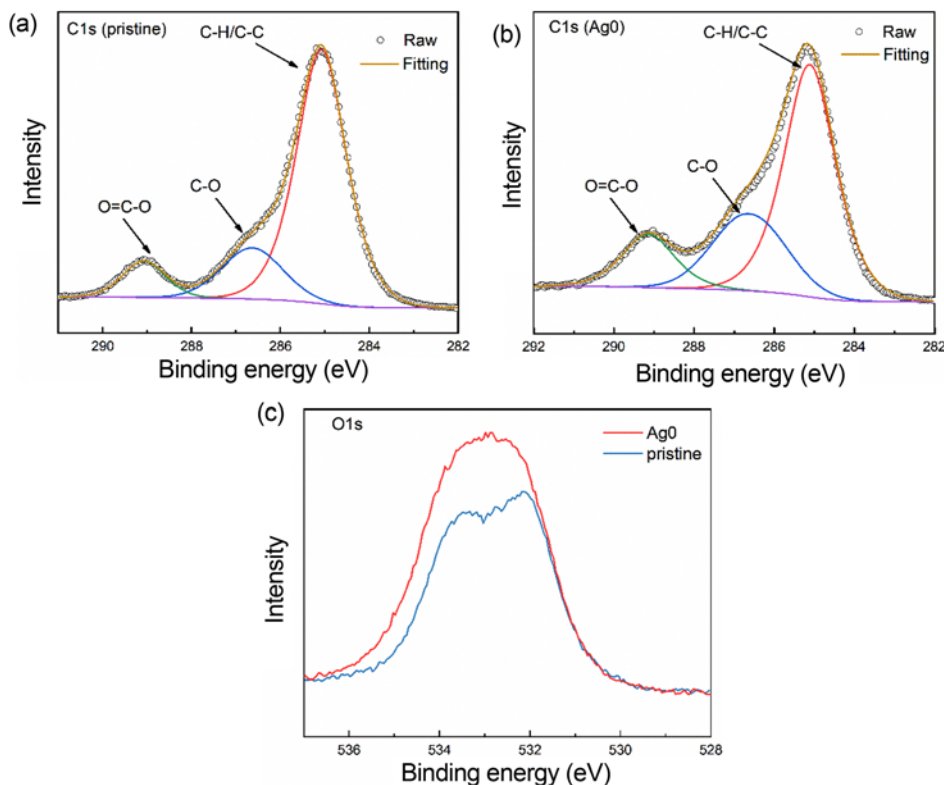 (a)
C1s (pristine)
C-H/C-C
Raw
Fitting
C-O
O=C-O
Intensity
290 288 286 284 282
Binding energy (eV)
(b)
C1s (Ag0)
C-H/C-C
Raw
Fitting
C-O
O=C-O
Intensity
292 290 288 286 284 282
Binding energy (eV)
(c)
O1s
Ag0
pristine
Intensity
536 534 532 530 528
Binding energy (eV)